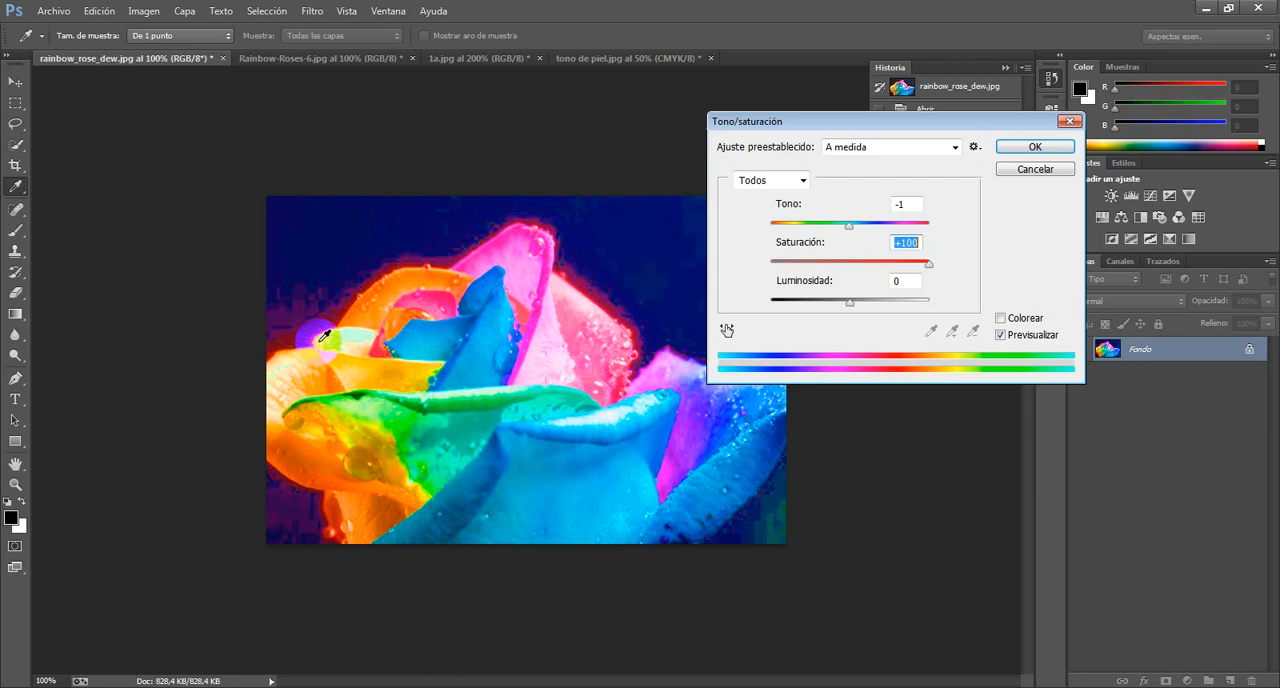 Ps Archivo Edición Imagen Capa Texto Selección Filtro Vista Ventana Ayuda
Tam. de muestra: De 1 punto Muestra: Todas las capas Mostrar aro de muestra Aspectos esen.
rainbow_rose_dew.jpg al 100% (RGB/8*) * × Rainbow-Roses-6.jpg al 100% (RGB/8) * × 1a.jpg al 200% (RGB/8*) * × tono de piel.jpg al 50% (CMYK/8) * ×
Historia
Color Muestras
rainbow_rose_dew.jpg
Abrir
R 0
G 0
B 0
Tono/saturación
Ajuste preestablecido: A medida OK
Cancelar
Todos
Tono: -1
Saturación: +100
Luminosidad: 0
Colorear
Previsualizar
Estilos
adir un ajuste
Canales Trazados
Tipo
Opacidad: 100%
Relleno: 100%
Fondo
T
100% Doc: 828,4 KB/828,4 KB
fx